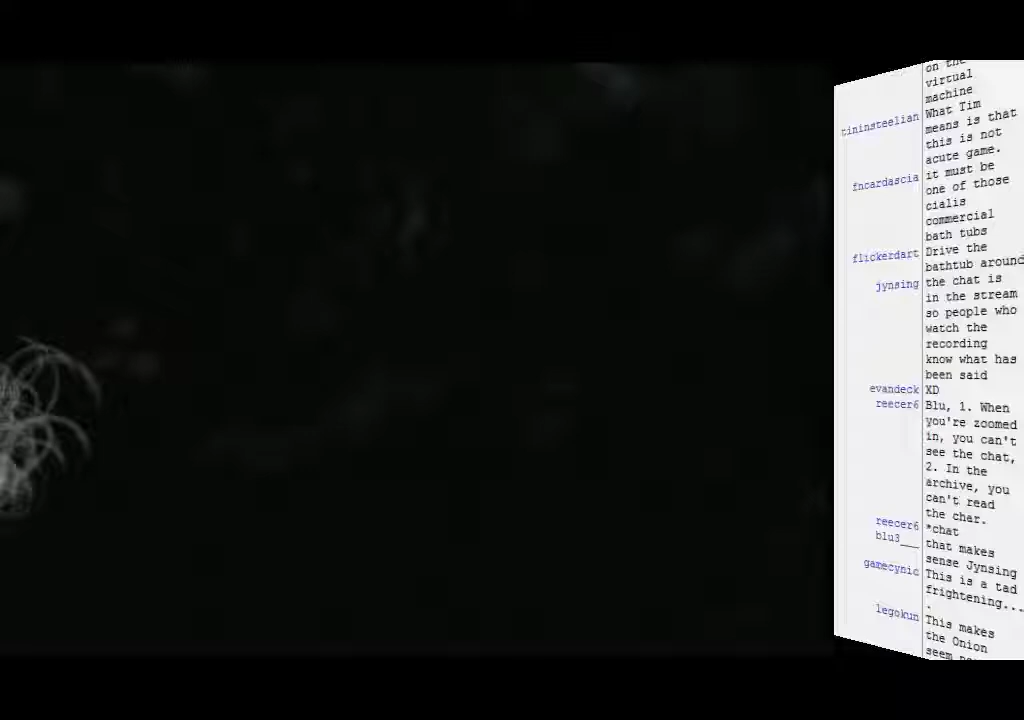 on the
virtual
machine
tininsteelian What Tim
means is that
this is not
acute game.
fncardascia it must be
one of those
cialis
commercial
bath tubs
flickerdart Drive the
bathtub around
jynsing the chat is
in the stream
so people who
watch the
recording
know what has
been said
evandeck XD
reecer6 Blu, 1. When
you're zoomed
in, you can't
see the chat,
2. In the
archive, you
can't read
the char.
reecer6 *chat
blu3___ that makes
sense Jynsing
gamecynic This is a tad
frightening...
.
legokun This makes
the Onion
seem